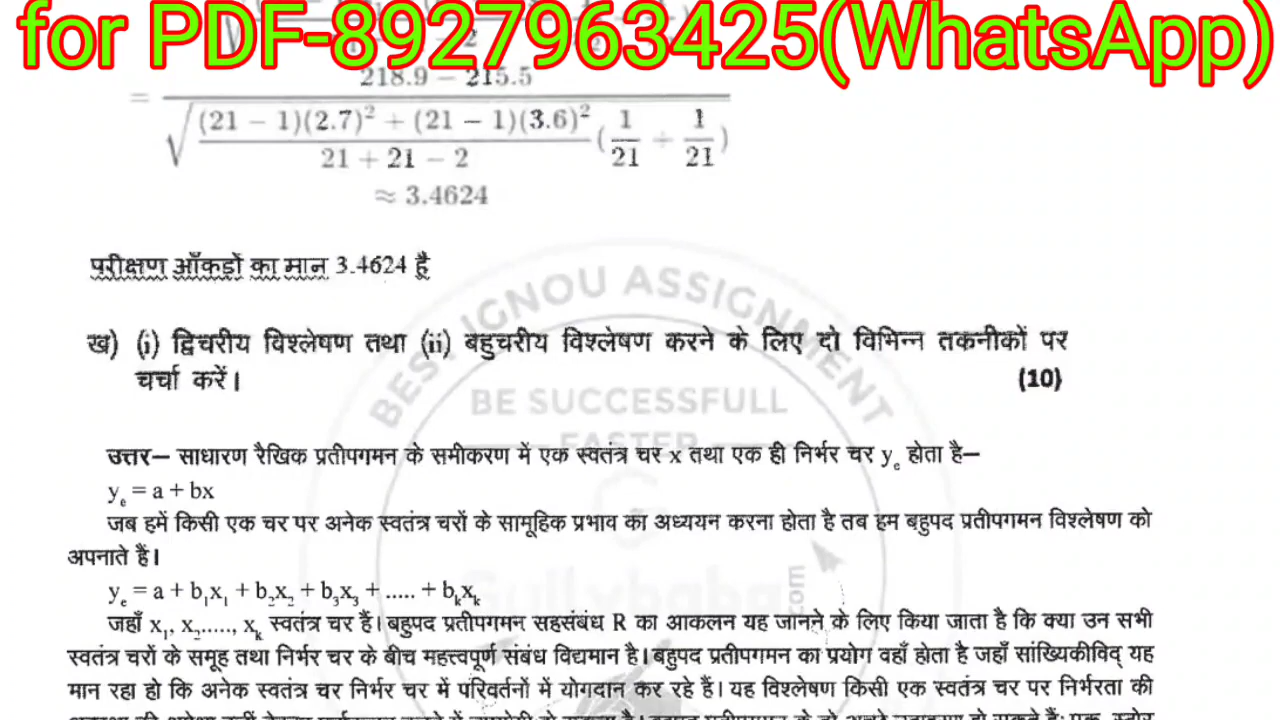 for PDF-8927963425(WhatsApp)
218.9 – 215.5
= √ (21 − 1)(2.7)² + (21 − 1)(3.6)² / 21 + 21 − 2 (1/21 + 1/21)
≈ 3.4624
परीक्षण आँकडों का मान 3.4624 है
BEST IGNOU ASSIGNMENT
ख) (i) द्विचरीय विश्लेषण तथा (ii) बहुचरीय विश्लेषण करने के लिए दो विभिन्न तकनीकों पर
चर्चा करें। (10)
BE SUCCESSFULL
FASTER
उत्तर– साधारण रैखिक प्रतीपगमन के समीकरण में एक स्वतंत्र चर x तथा एक ही निर्भर चर yₑ होता है–
yₑ = a + bx
जब हमें किसी एक चर पर अनेक स्वतंत्र चरों के सामूहिक प्रभाव का अध्ययन करना होता है तब हम बहुपद प्रतीपगमन विश्लेषण को
अपनाते हैं।
yₑ = a + b₁x₁ + b₂x₂ + b₃x₃ + ..... + bₖxₖ
com
जहाँ x₁, x₂....., xₖ स्वतंत्र चर हैं। बहुपद प्रतीपगमन सहसंबंध R का आकलन यह जानने के लिए किया जाता है कि क्या उन सभी
स्वतंत्र चरों के समूह तथा निर्भर चर के बीच महत्त्वपूर्ण संबंध विद्यमान है। बहुपद प्रतीपगमन का प्रयोग वहाँ होता है जहाँ सांख्यिकीविद् यह
मान रहा हो कि अनेक स्वतंत्र चर निर्भर चर में परिवर्तनों में योगदान कर रहे हैं। यह विश्लेषण किसी एक स्वतंत्र चर पर निर्भरता की